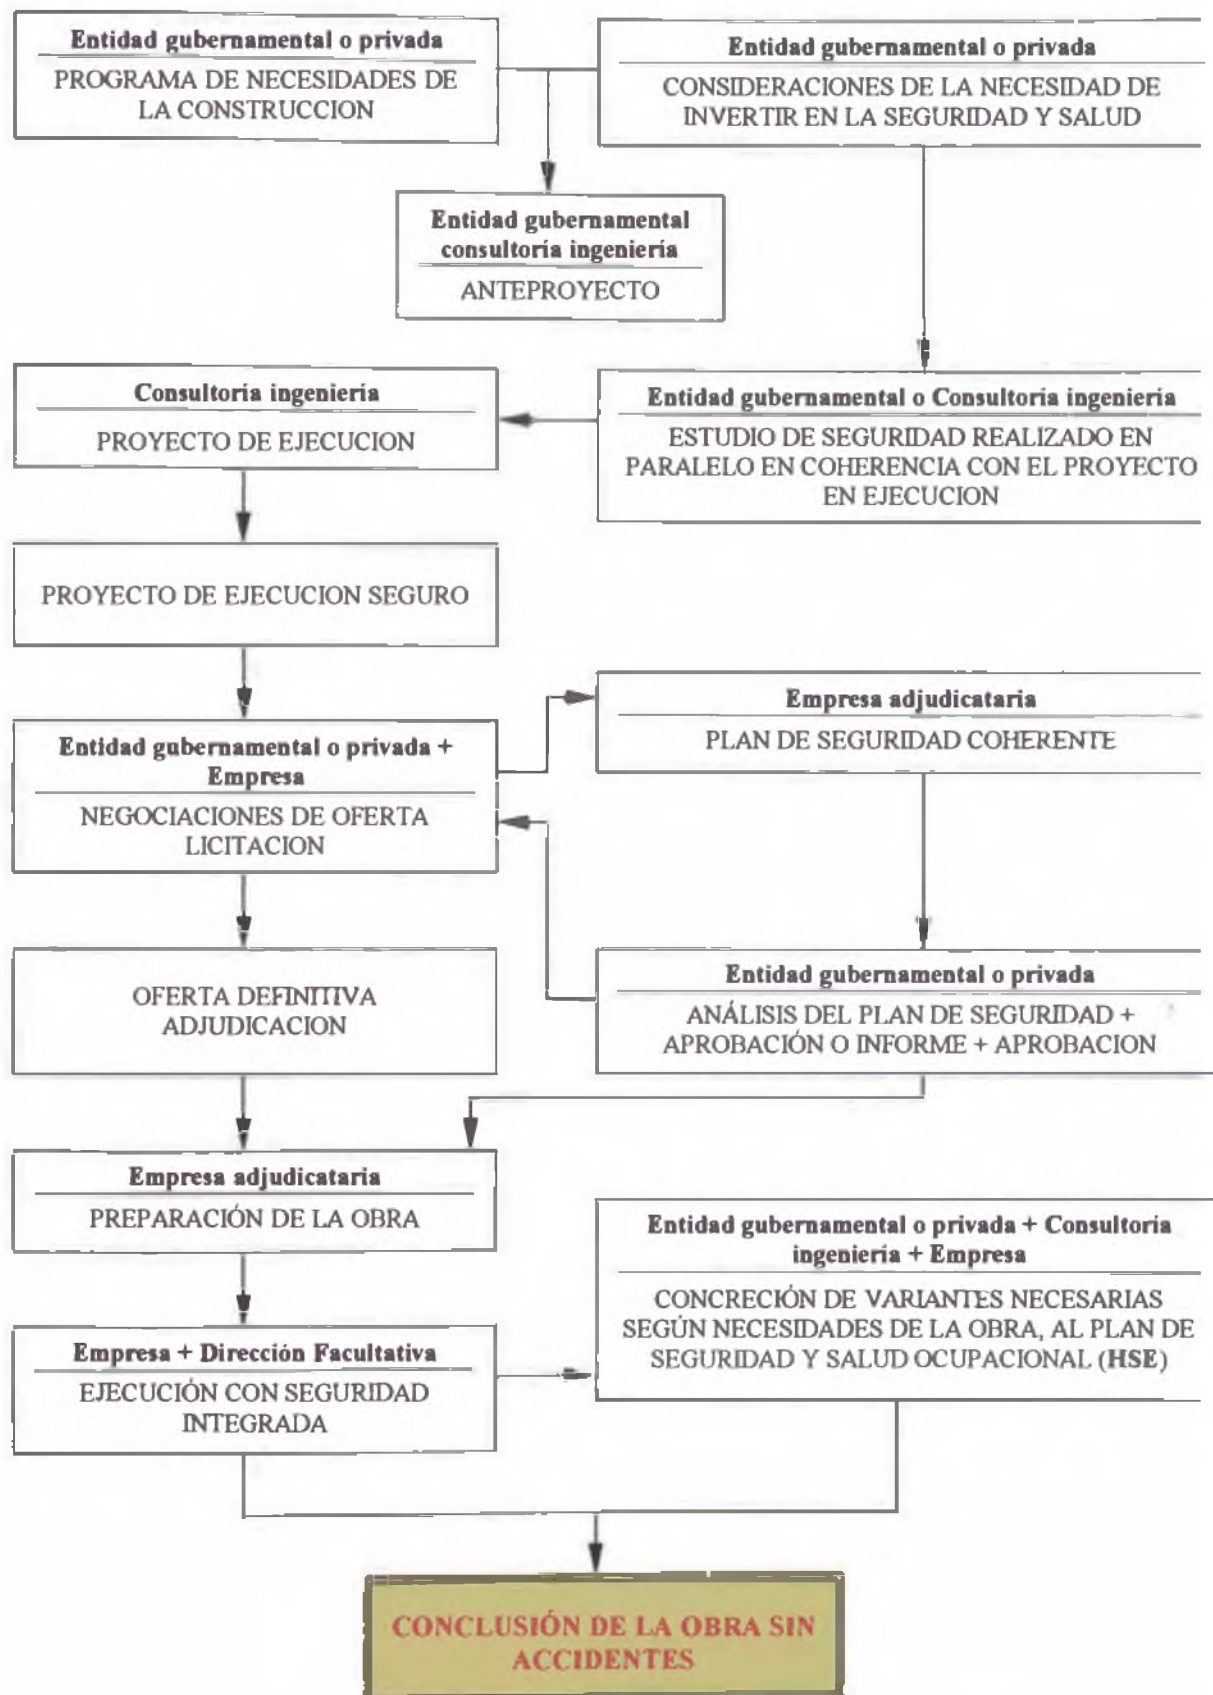 Entidad gubernamental o privada
PROGRAMA DE NECESIDADES DE
LA CONSTRUCCION
Entidad gubernamental o privada
CONSIDERACIONES DE LA NECESIDAD DE
INVERTIR EN LA SEGURIDAD Y SALUD
Entidad gubernamental
consultoría ingeniería
ANTEPROYECTO
Consultoría ingeniería
PROYECTO DE EJECUCION
Entidad gubernamental o Consultoría ingeniería
ESTUDIO DE SEGURIDAD REALIZADO EN
PARALELO EN COHERENCIA CON EL PROYECTO
EN EJECUCION
PROYECTO DE EJECUCION SEGURO
Entidad gubernamental o privada +
Empresa
NEGOCIACIONES DE OFERTA
LICITACION
Empresa adjudicataria
PLAN DE SEGURIDAD COHERENTE
OFERTA DEFINITIVA
ADJUDICACION
Entidad gubernamental o privada
ANÁLISIS DEL PLAN DE SEGURIDAD +
APROBACIÓN O INFORME + APROBACION
Empresa adjudicataria
PREPARACIÓN DE LA OBRA
Entidad gubernamental o privada + Consultoría
ingeniería + Empresa
CONCRECIÓN DE VARIANTES NECESARIAS
SEGÚN NECESIDADES DE LA OBRA, AL PLAN DE
SEGURIDAD Y SALUD OCUPACIONAL (HSE)
Empresa + Dirección Facultativa
EJECUCIÓN CON SEGURIDAD
INTEGRADA
CONCLUSIÓN DE LA OBRA SIN
ACCIDENTES